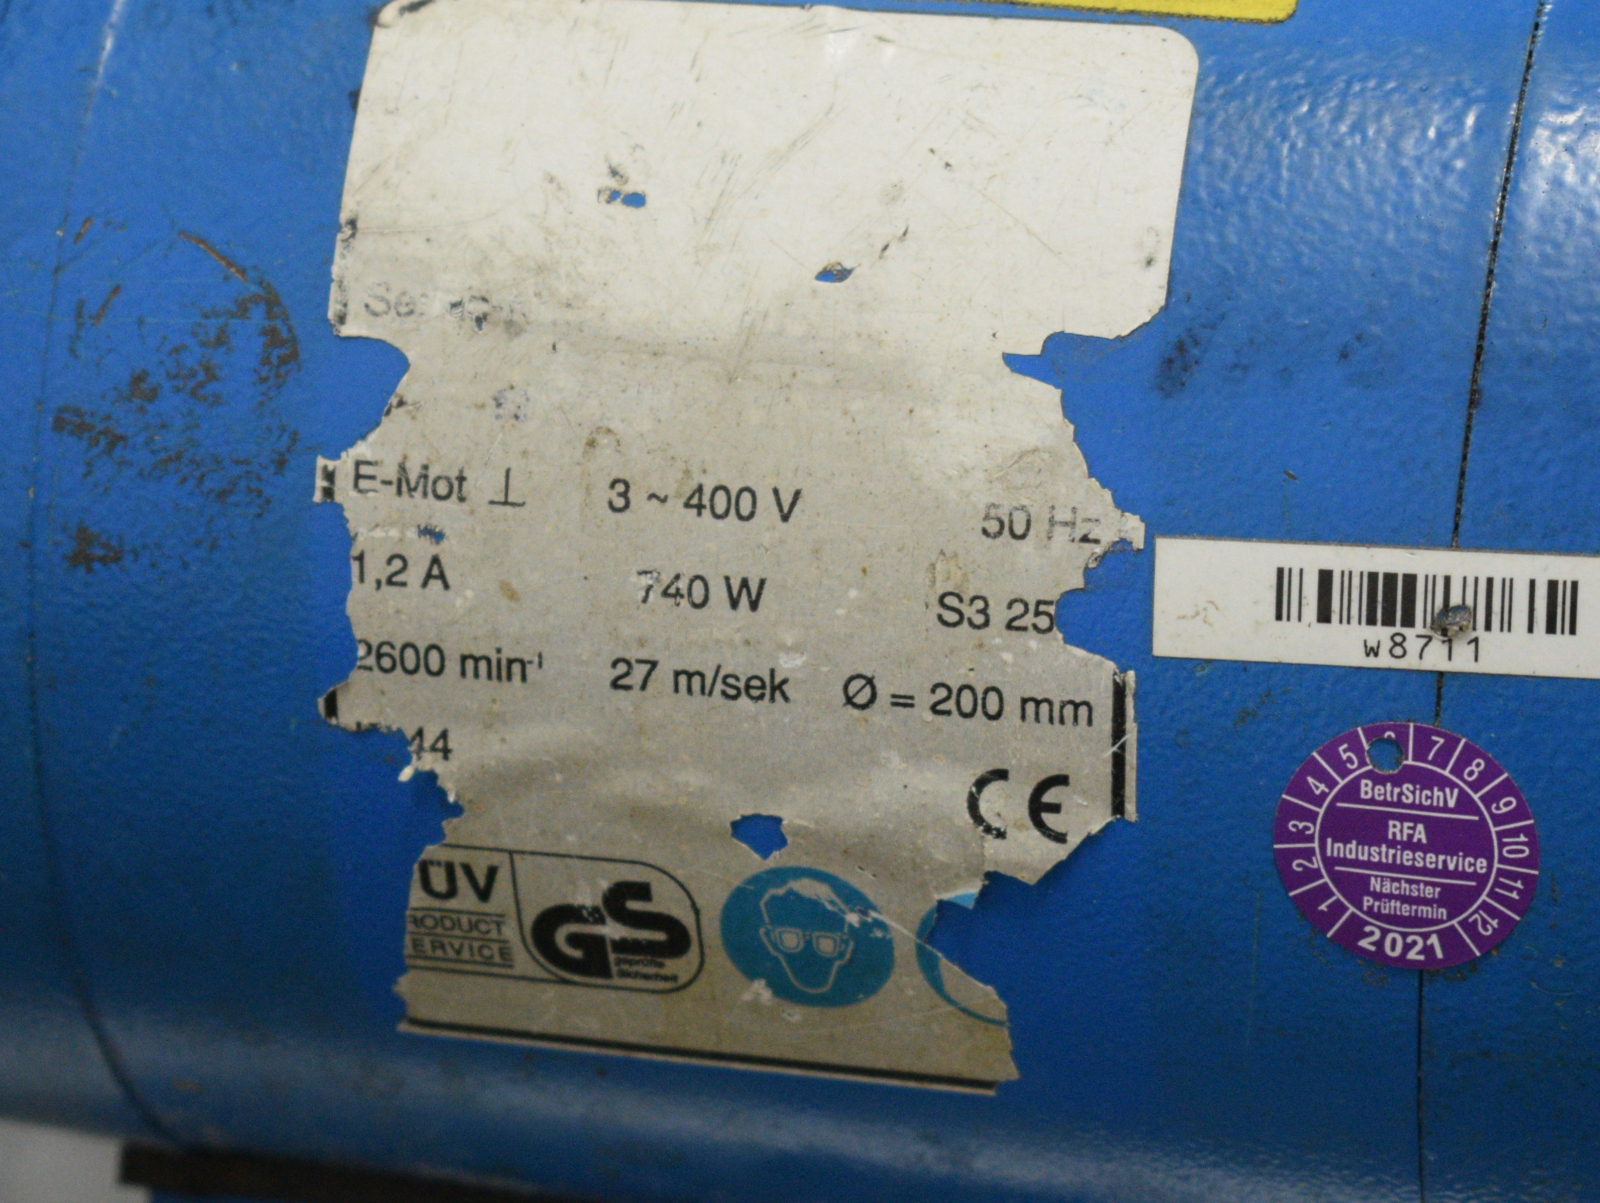 E-Mot ⊥ 3 ~ 400 V 50 Hz
1,2 A 740 W S3 25
2600 min⁻¹ 27 m/sek Ø = 200 mm
44
CE
ÜV
RODUCT
ERVICE
GS
geprüfte
Sicherheit
w8711
1 2 3 4 5 6 7 8 9 10 11 12
BetrSichV
RFA
Industrieservice
Nächster
Prüftermin
2021